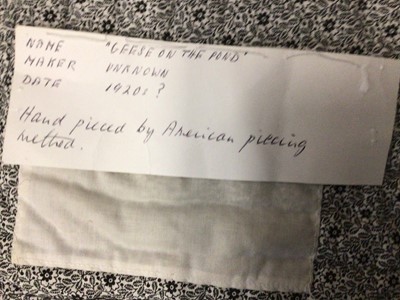 NAME "GEESE ON THE POND"
MAKER UNKNOWN
DATE 1920s ?
Hand pieced by American piecing
method.